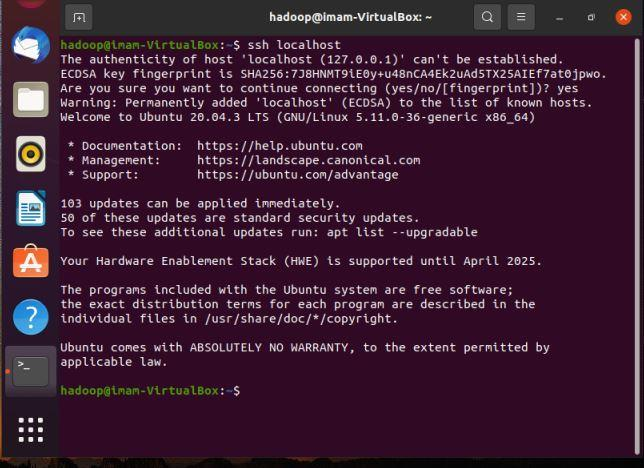 hadoop@imam-VirtualBox: ~
hadoop@imam-VirtualBox:~$ ssh localhost
The authenticity of host 'localhost (127.0.0.1)' can't be established.
ECDSA key fingerprint is SHA256:7J8HNMT9iE0y+u48nCA4Ek2uAd5TX2SAIEf7at0jpwo.
Are you sure you want to continue connecting (yes/no/[fingerprint])? yes
Warning: Permanently added 'localhost' (ECDSA) to the list of known hosts.
Welcome to Ubuntu 20.04.3 LTS (GNU/Linux 5.11.0-36-generic x86_64)
* Documentation:  https://help.ubuntu.com
* Management:     https://landscape.canonical.com
* Support:        https://ubuntu.com/advantage
103 updates can be applied immediately.
50 of these updates are standard security updates.
To see these additional updates run: apt list --upgradable
Your Hardware Enablement Stack (HWE) is supported until April 2025.
The programs included with the Ubuntu system are free software;
the exact distribution terms for each program are described in the
individual files in /usr/share/doc/*/copyright.
Ubuntu comes with ABSOLUTELY NO WARRANTY, to the extent permitted by
applicable law.
hadoop@imam-VirtualBox:~$